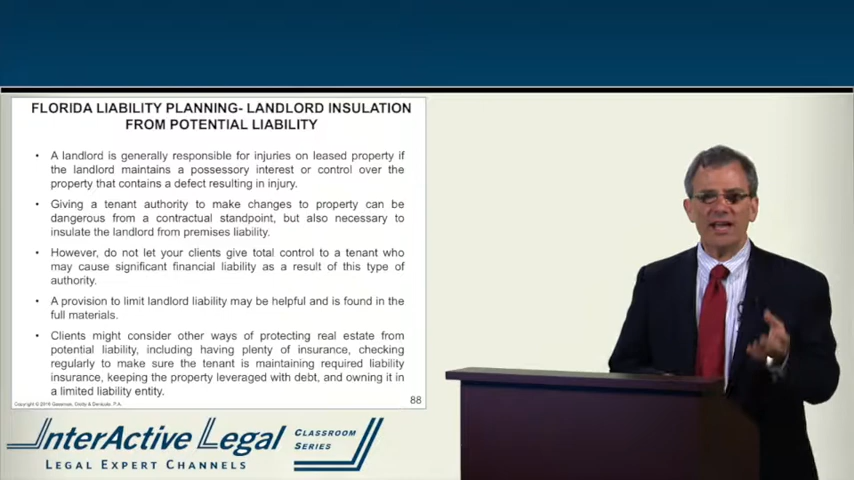 FLORIDA LIABILITY PLANNING- LANDLORD INSULATION
FROM POTENTIAL LIABILITY
• A landlord is generally responsible for injuries on leased property if
the landlord maintains a possessory interest or control over the
property that contains a defect resulting in injury.
• Giving a tenant authority to make changes to property can be
dangerous from a contractual standpoint, but also necessary to
insulate the landlord from premises liability.
• However, do not let your clients give total control to a tenant who
may cause significant financial liability as a result of this type of
authority.
• A provision to limit landlord liability may be helpful and is found in the
full materials.
• Clients might consider other ways of protecting real estate from
potential liability, including having plenty of insurance, checking
regularly to make sure the tenant is maintaining required liability
insurance, keeping the property leveraged with debt, and owning it in
a limited liability entity.
88
InterActive Legal
LEGAL EXPERT CHANNELS
CLASSROOM
SERIES